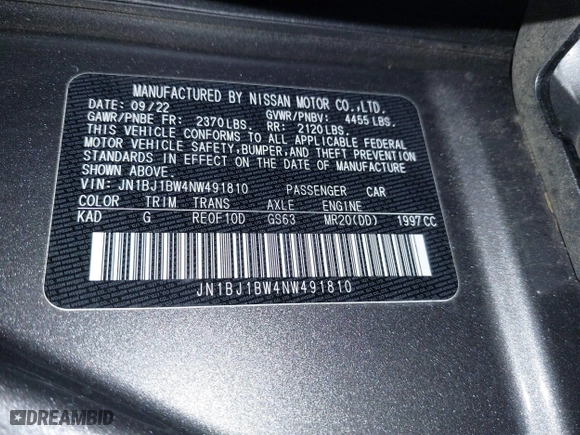 MANUFACTURED BY NISSAN MOTOR CO.,LTD.
DATE: 09/22 GVWR/PNBV: 4455 LBS.
GAWR/PNBE FR: 2370LBS. RR: 2120LBS.
THIS VEHICLE CONFORMS TO ALL APPLICABLE FEDERAL
MOTOR VEHICLE SAFETY, BUMPER, AND THEFT PREVENTION
STANDARDS IN EFFECT ON THE DATE OF MANUFACTURE
SHOWN ABOVE.
VIN: JN1BJ1BW4NW491810 PASSENGER CAR
COLOR TRIM TRANS AXLE ENGINE
KAD G REOF10D GS63 MR20(DD) 1997CC
JN1BJ1BW4NW491810
DREAMBID